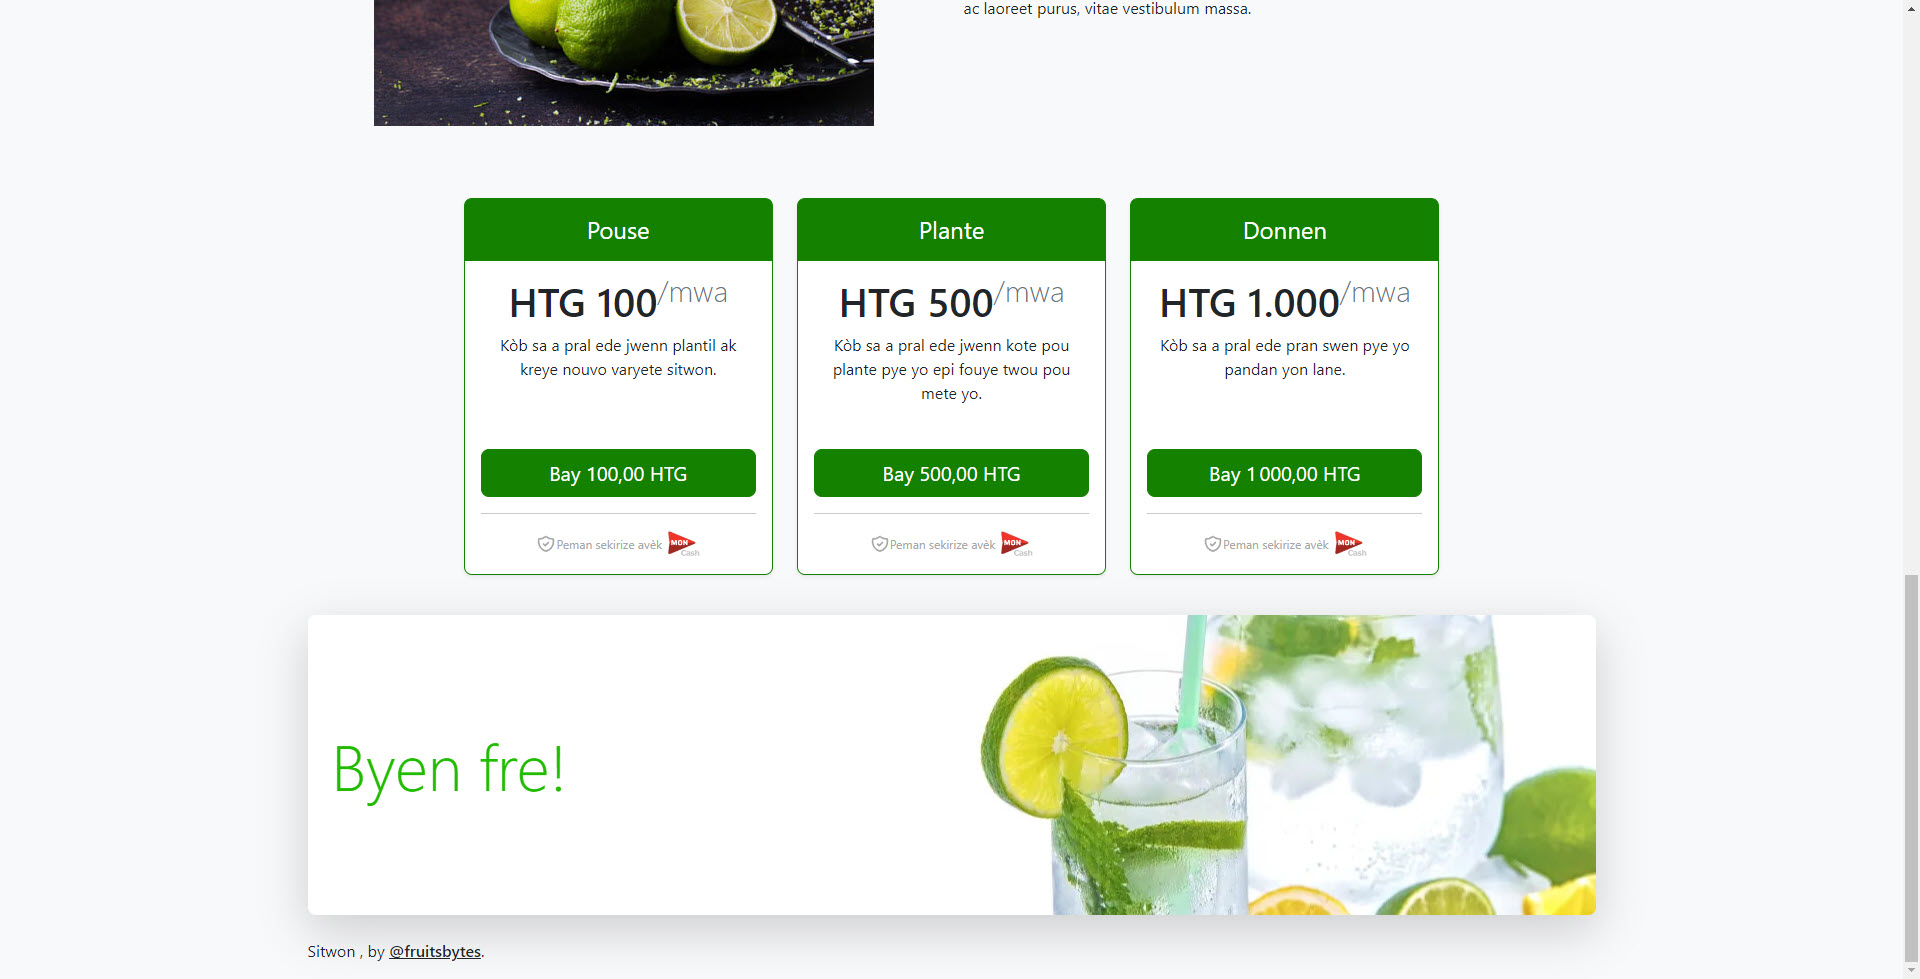 ac laoreet purus, vitae vestibulum massa.
Pouse
HTG 100/mwa
Kòb sa a pral ede jwenn plantil ak
kreye nouvo varyete sitwon.
Bay 100,00 HTG
Peman sekirize avèk MON Cash
Plante
HTG 500/mwa
Kòb sa a pral ede jwenn kote pou
plante pye yo epi fouye twou pou
mete yo.
Bay 500,00 HTG
Peman sekirize avèk MON Cash
Donnen
HTG 1.000/mwa
Kòb sa a pral ede pran swen pye yo
pandan yon lane.
Bay 1 000,00 HTG
Peman sekirize avèk MON Cash
Byen fre!
Sitwon , by @fruitsbytes.